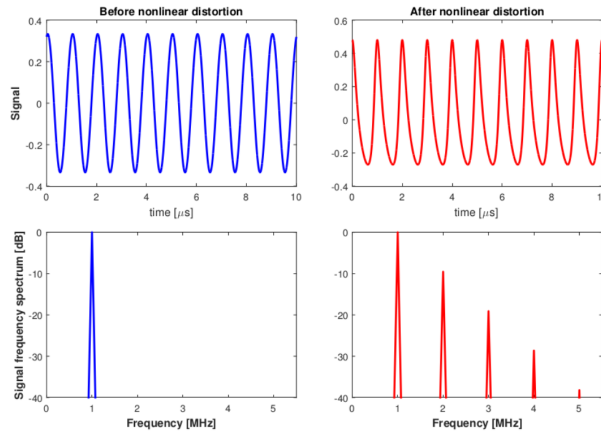 Before nonlinear distortion
After nonlinear distortion
Signal
0.4
0.2
0
-0.2
-0.4
0 2 4 6 8 10
time [μs]
0.6
0.4
0.2
0
-0.2
-0.4
-0.6
0 2 4 6 8 10
time [μs]
Signal frequency spectrum [dB]
0
-10
-20
-30
-40
0 1 2 3 4 5
Frequency [MHz]
0
-10
-20
-30
-40
0 1 2 3 4 5
Frequency [MHz]